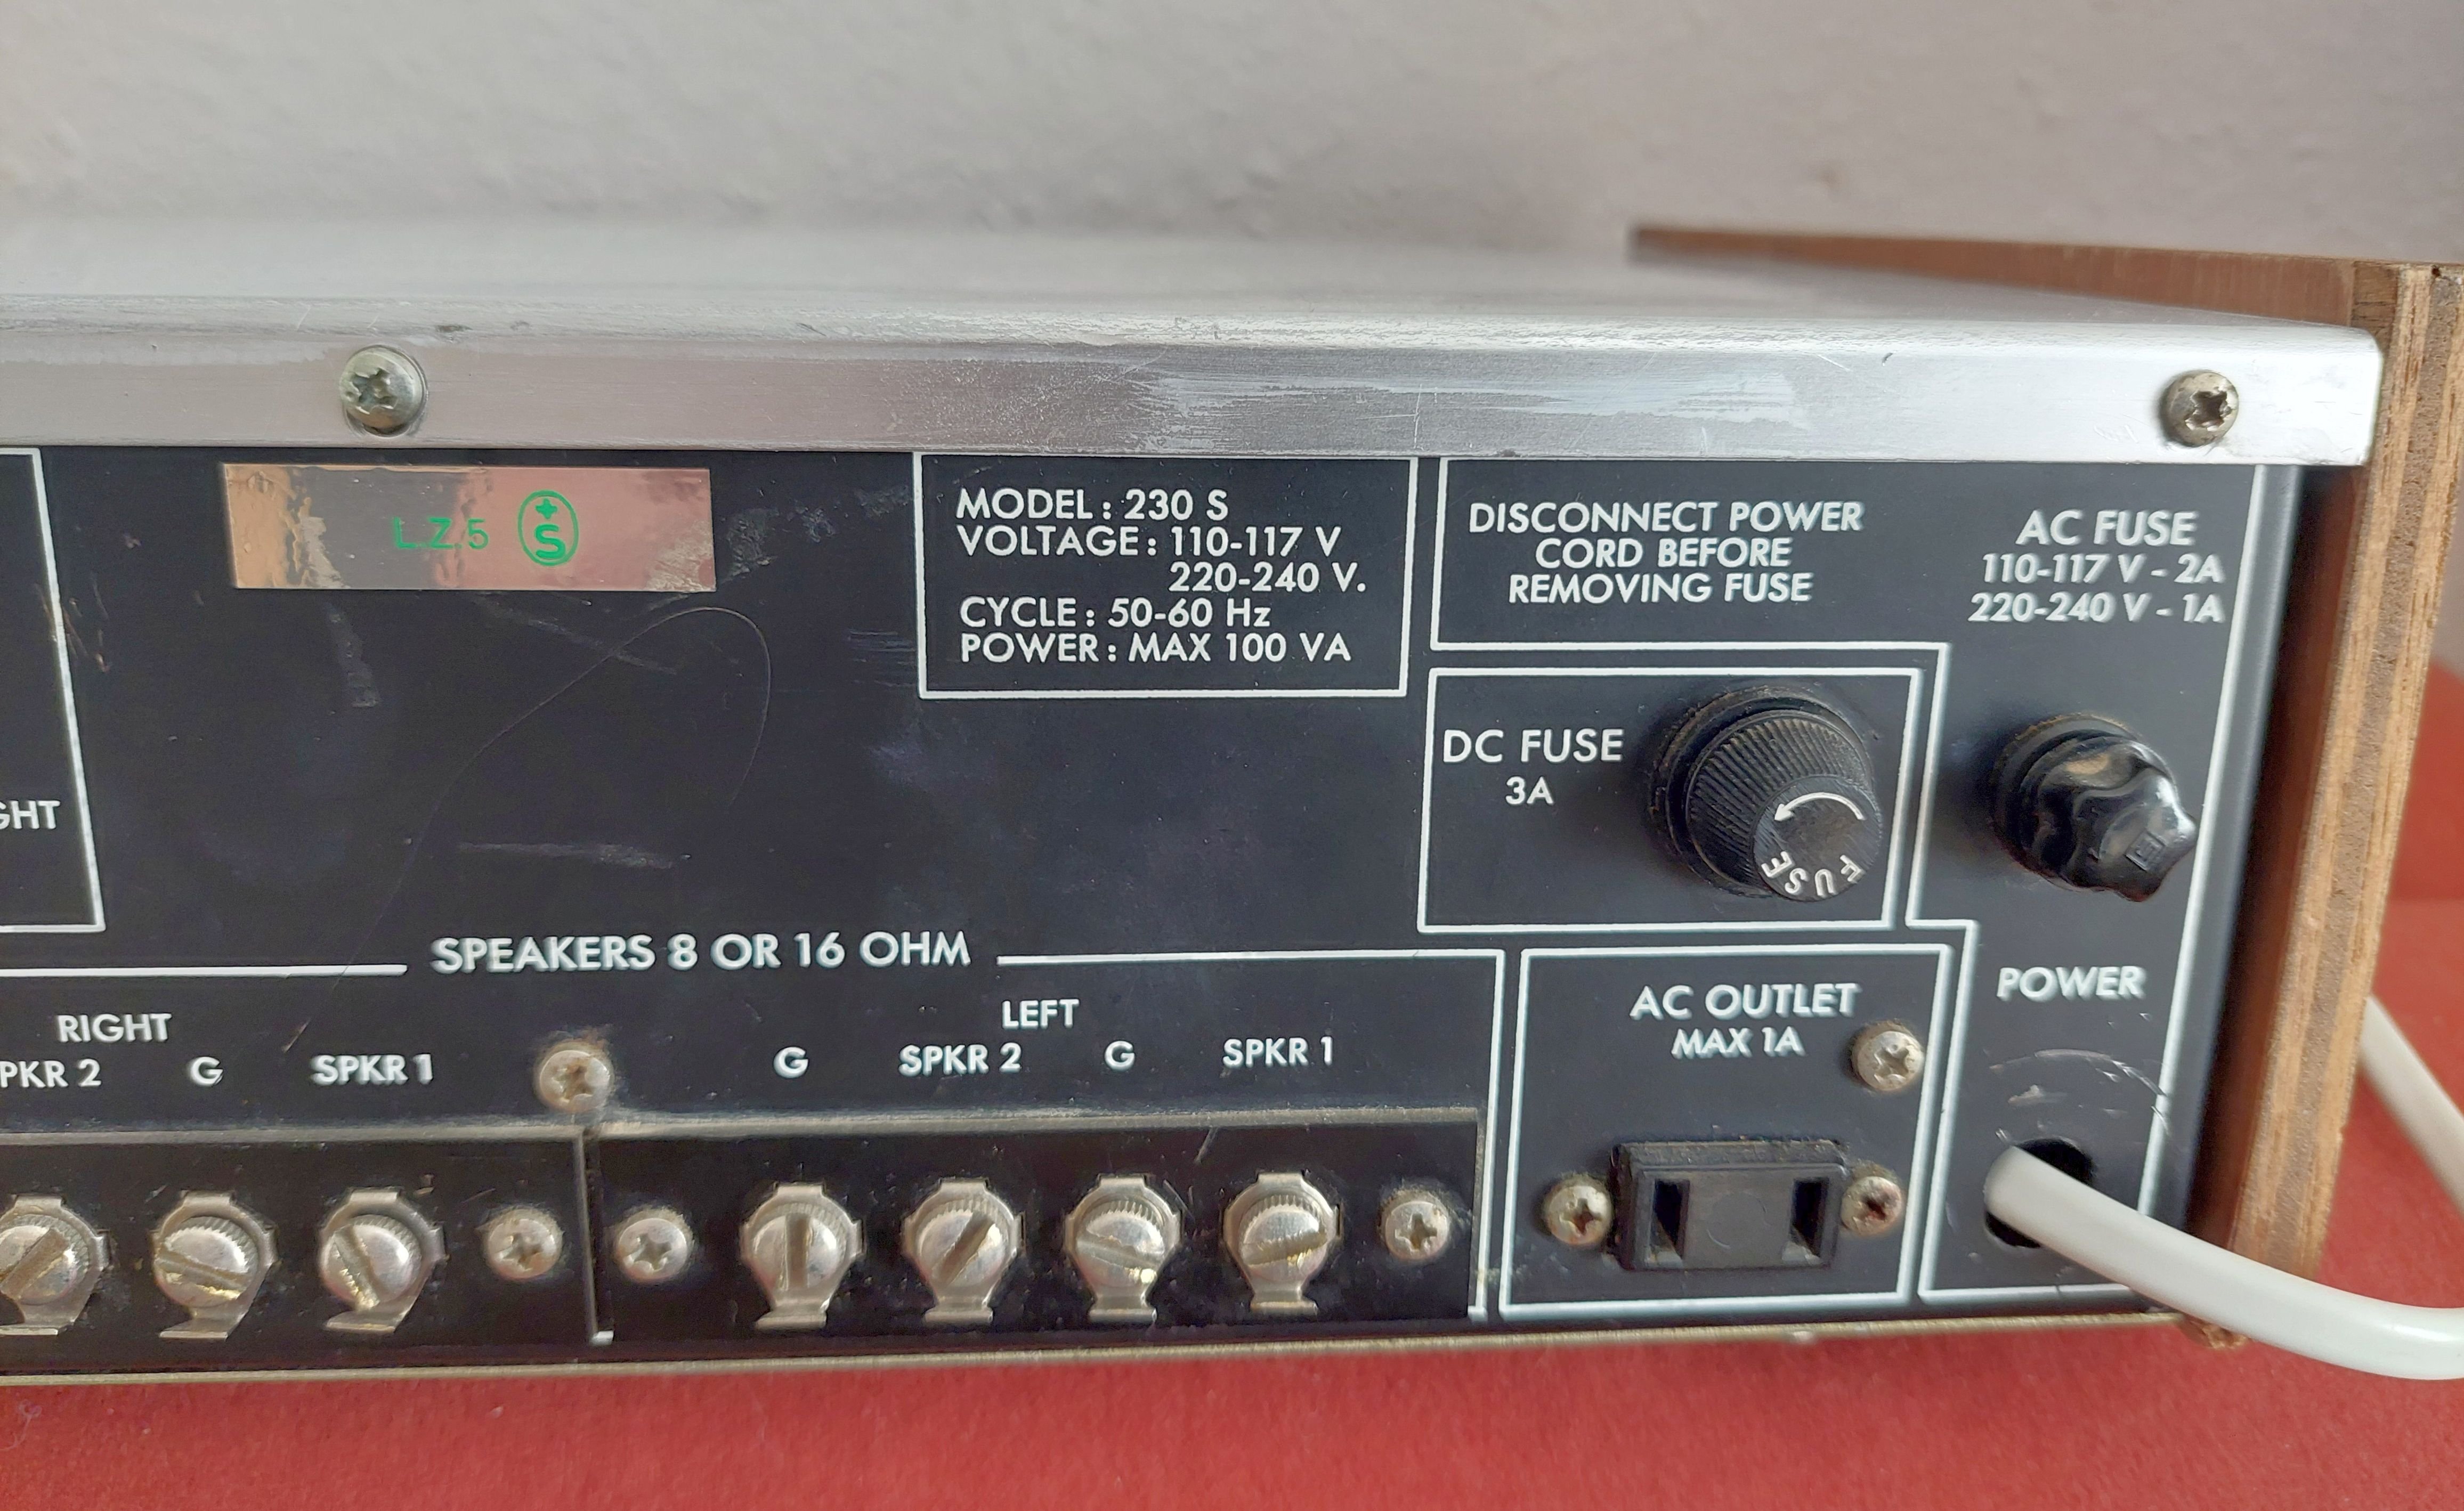 L.Z.5 +S
MODEL : 230 S
VOLTAGE : 110-117 V
220-240 V.
CYCLE : 50-60 Hz
POWER : MAX 100 VA
DISCONNECT POWER
CORD BEFORE
REMOVING FUSE
AC FUSE
110-117 V - 2A
220-240 V - 1A
DC FUSE
3A
FUSE
GHT
SPEAKERS 8 OR 16 OHM
RIGHT
PKR 2 G SPKR 1
LEFT
G SPKR 2 G SPKR 1
AC OUTLET
MAX 1A
POWER